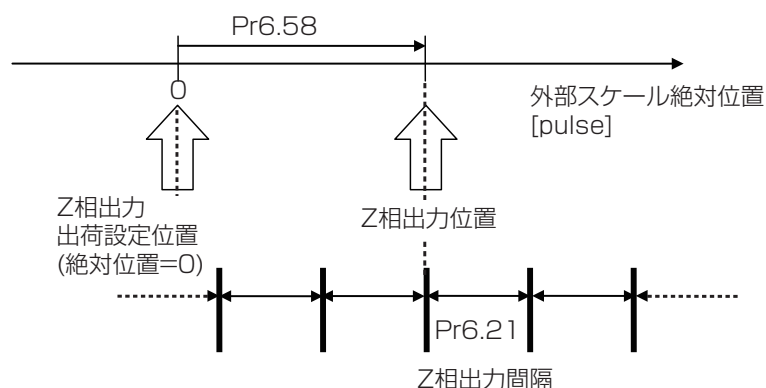 Pr6.58
0
外部スケール絶対位置
[pulse]
Z相出力
出荷設定位置
(絶対位置=0)
Z相出力位置
Pr6.21
Z相出力間隔